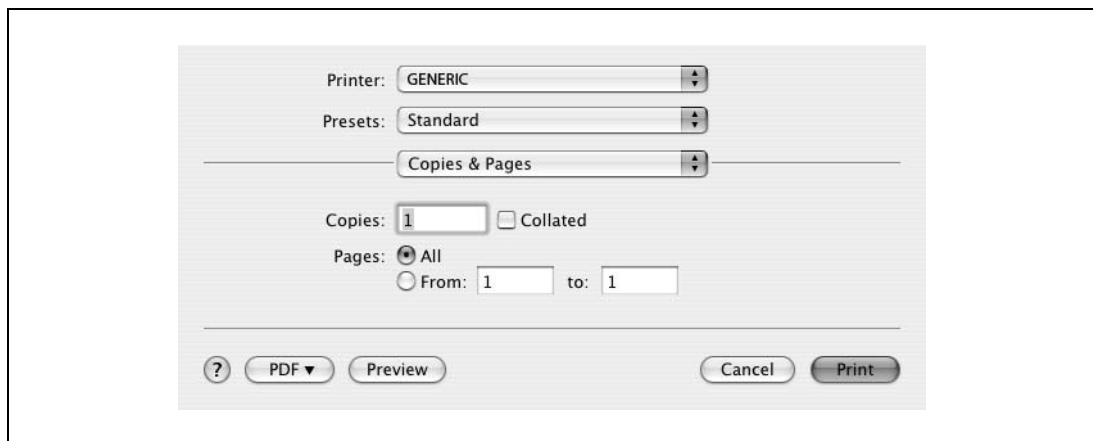 Printer: GENERIC
Presets: Standard
Copies & Pages
Copies: 1 Collated
Pages: All
From: 1 to: 1
? PDF ▼ Preview Cancel Print